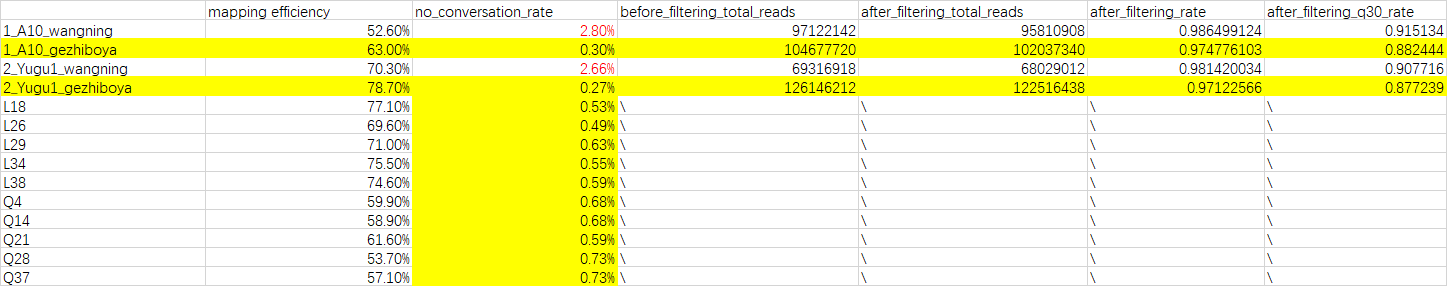 mapping efficiency no_conversation_rate before_filtering_total_reads after_filtering_total_reads after_filtering_rate after_filtering_q30_rate
1_A10_wangning 52.60% 2.80% 97122142 95810908 0.986499124 0.915134
1_A10_gezhiboya 63.00% 0.30% 104677720 102037340 0.974776103 0.882444
2_Yugu1_wangning 70.30% 2.66% 69316918 68029012 0.981420034 0.907716
2_Yugu1_gezhiboya 78.70% 0.27% 126146212 122516438 0.97122566 0.877239
L18 77.10% 0.53% \ \ \ \
L26 69.60% 0.49% \ \ \ \
L29 71.00% 0.63% \ \ \ \
L34 75.50% 0.55% \ \ \ \
L38 74.60% 0.59% \ \ \ \
Q4 59.90% 0.68% \ \ \ \
Q14 58.90% 0.68% \ \ \ \
Q21 61.60% 0.59% \ \ \ \
Q28 53.70% 0.73% \ \ \ \
Q37 57.10% 0.73% \ \ \ \